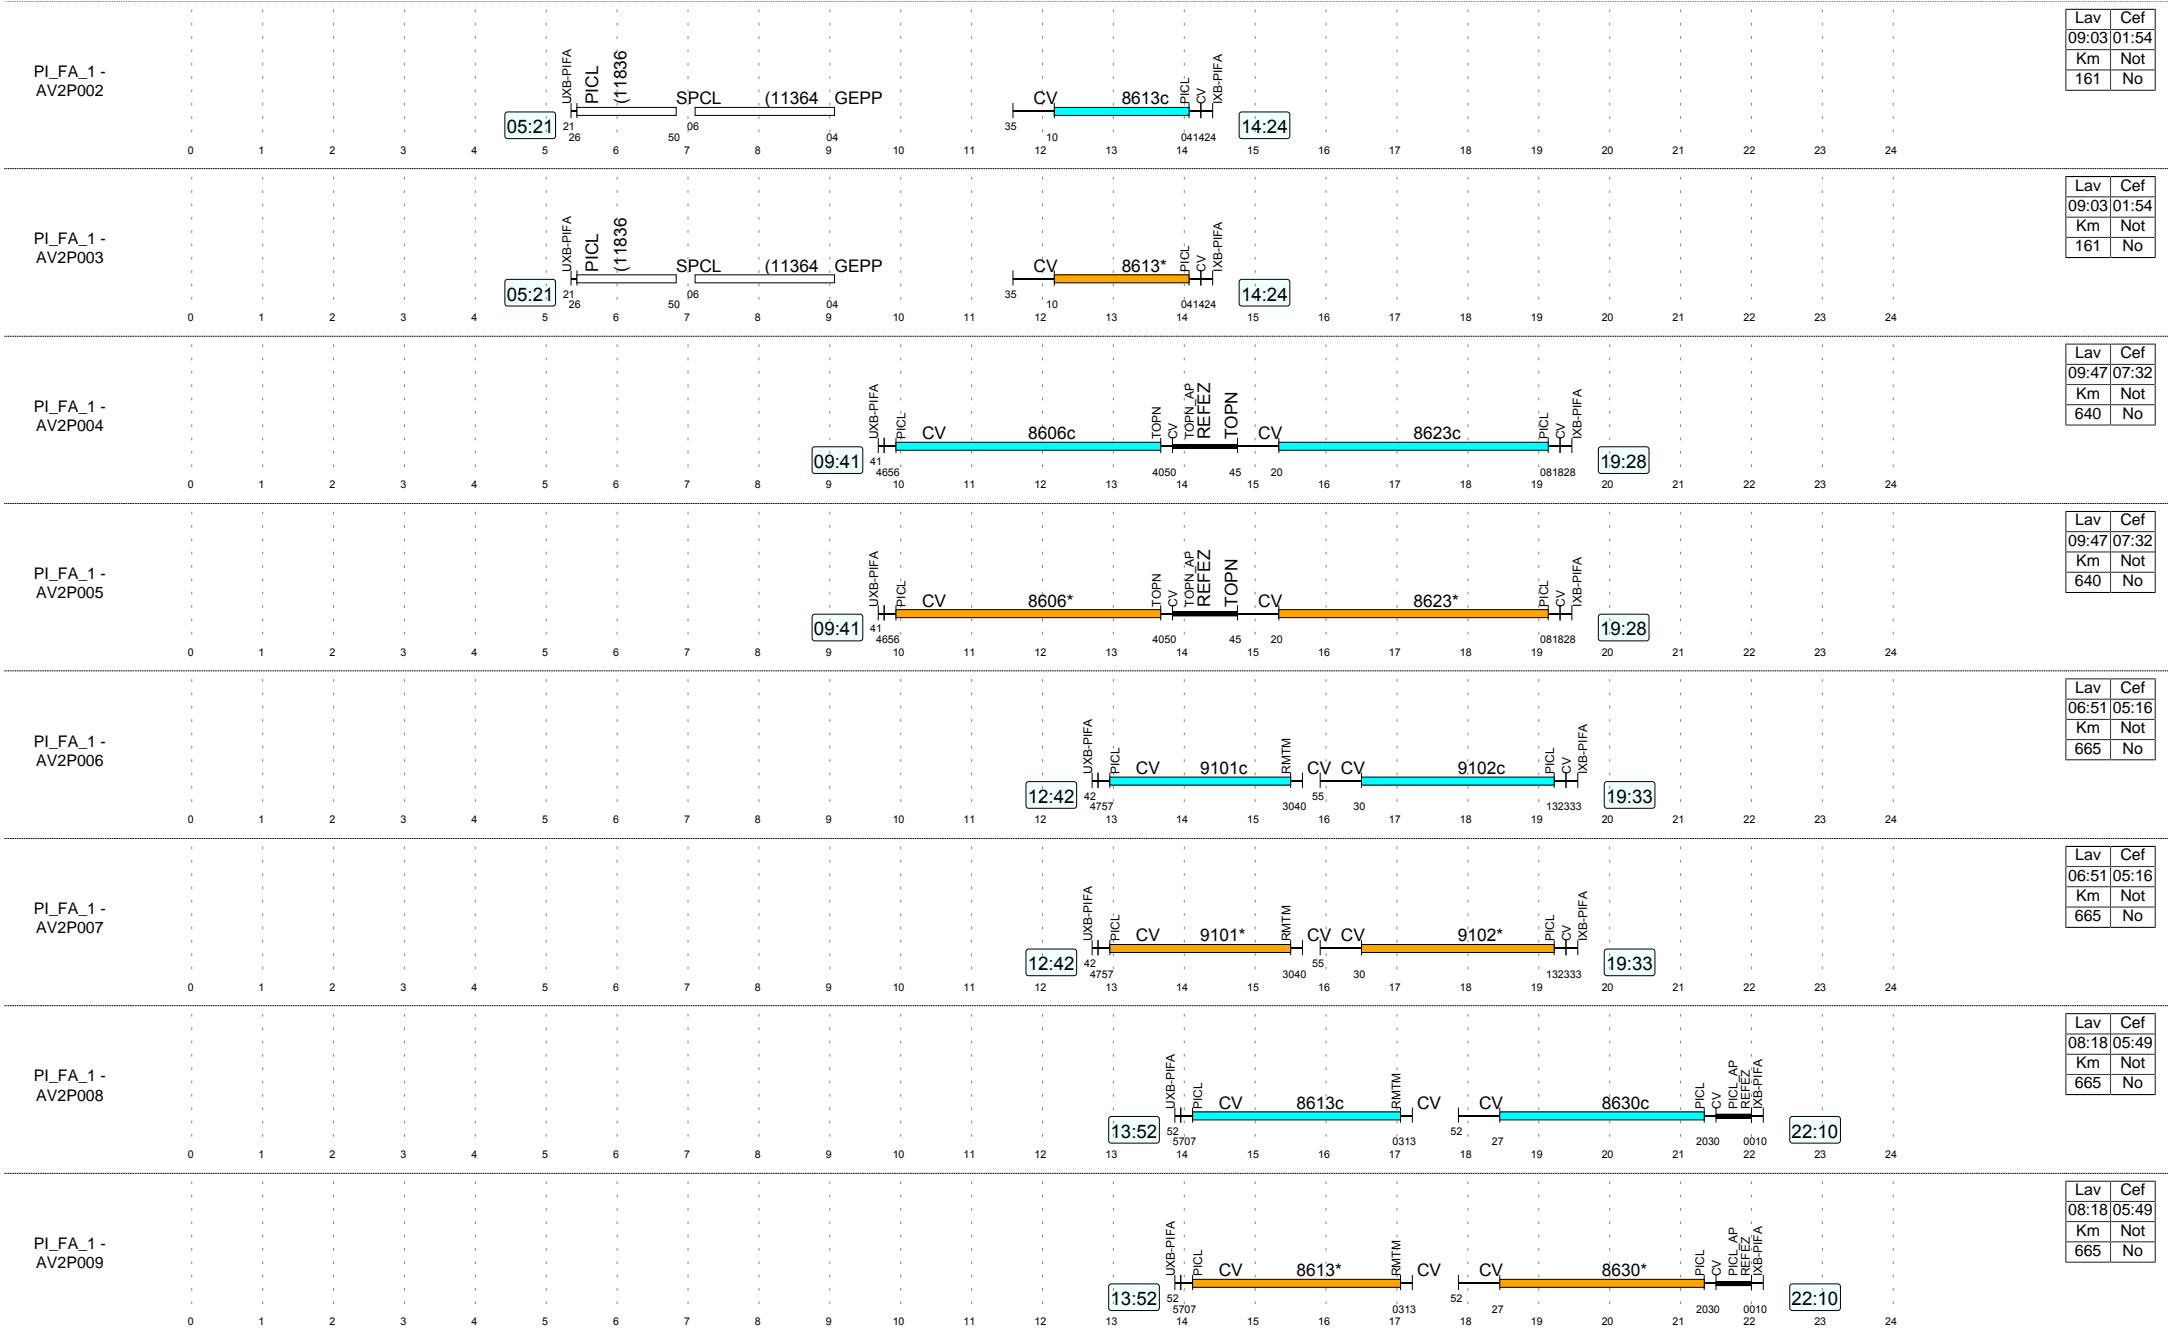 Lav Cef
09:03 01:54
Km Not
161 No
PI_FA_1 -
AV2P002
UXB-PIFA PICL (11836 SPCL (11364 GEPP CV 8613c PICL CV IXB-PIFA
05:21 21 26 50 06 04 35 10 041424 14:24
0 1 2 3 4 5 6 7 8 9 10 11 12 13 14 15 16 17 18 19 20 21 22 23 24
Lav Cef
09:03 01:54
Km Not
161 No
PI_FA_1 -
AV2P003
UXB-PIFA PICL (11836 SPCL (11364 GEPP CV 8613* PICL CV IXB-PIFA
05:21 21 26 50 06 04 35 10 041424 14:24
0 1 2 3 4 5 6 7 8 9 10 11 12 13 14 15 16 17 18 19 20 21 22 23 24
Lav Cef
09:47 07:32
Km Not
640 No
PI_FA_1 -
AV2P004
UXB-PIFA PICL CV 8606c TOPN CV TOPN_AP REFEZ TOPN CV 8623c PICL CV IXB-PIFA
09:41 41 4656 4050 45 20 081828 19:28
0 1 2 3 4 5 6 7 8 9 10 11 12 13 14 15 16 17 18 19 20 21 22 23 24
Lav Cef
09:47 07:32
Km Not
640 No
PI_FA_1 -
AV2P005
UXB-PIFA PICL CV 8606* TOPN CV TOPN_AP REFEZ TOPN CV 8623* PICL CV IXB-PIFA
09:41 41 4656 4050 45 20 081828 19:28
0 1 2 3 4 5 6 7 8 9 10 11 12 13 14 15 16 17 18 19 20 21 22 23 24
Lav Cef
06:51 05:16
Km Not
665 No
PI_FA_1 -
AV2P006
UXB-PIFA PICL CV 9101c RMTM CV CV 9102c PICL CV IXB-PIFA
12:42 42 4757 3040 55 30 132333 19:33
0 1 2 3 4 5 6 7 8 9 10 11 12 13 14 15 16 17 18 19 20 21 22 23 24
Lav Cef
06:51 05:16
Km Not
665 No
PI_FA_1 -
AV2P007
UXB-PIFA PICL CV 9101* RMTM CV CV 9102* PICL CV IXB-PIFA
12:42 42 4757 3040 55 30 132333 19:33
0 1 2 3 4 5 6 7 8 9 10 11 12 13 14 15 16 17 18 19 20 21 22 23 24
Lav Cef
08:18 05:49
Km Not
665 No
PI_FA_1 -
AV2P008
UXB-PIFA PICL CV 8613c RMTM CV CV 8630c PICL CV PICL_AP REFEZ IXB-PIFA
13:52 52 5707 0313 52 27 2030 0010 22:10
0 1 2 3 4 5 6 7 8 9 10 11 12 13 14 15 16 17 18 19 20 21 22 23 24
Lav Cef
08:18 05:49
Km Not
665 No
PI_FA_1 -
AV2P009
UXB-PIFA PICL CV 8613* RMTM CV CV 8630* PICL CV PICL_AP REFEZ IXB-PIFA
13:52 52 5707 0313 52 27 2030 0010 22:10
0 1 2 3 4 5 6 7 8 9 10 11 12 13 14 15 16 17 18 19 20 21 22 23 24